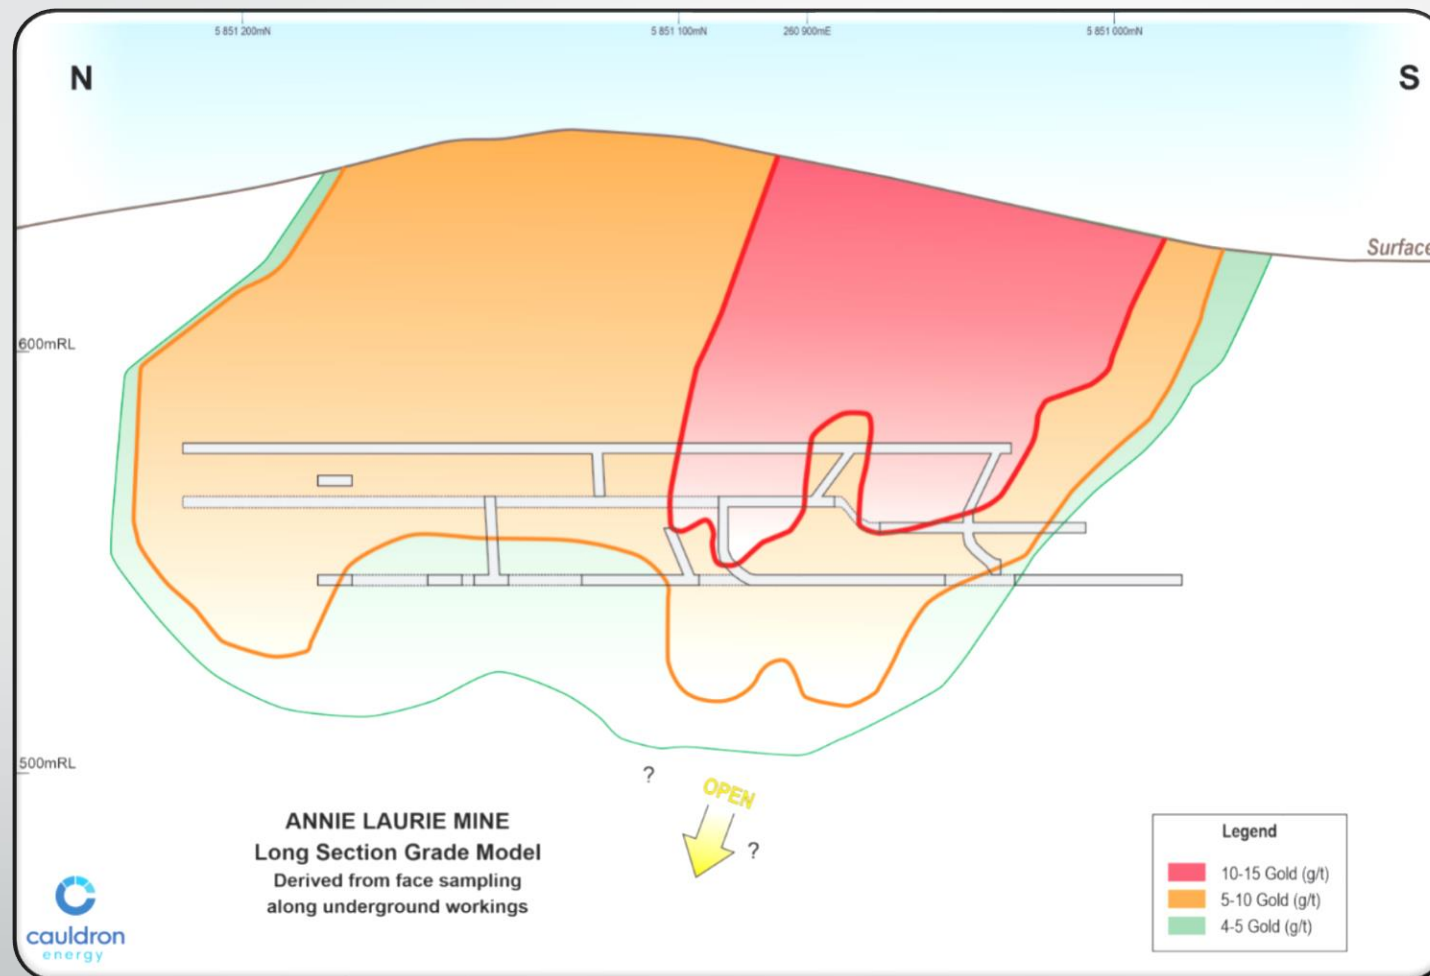 5 851 200mN
5 851 100mN
260 900mE
5 851 000mN
N
S
Surface
600mRL
500mRL
?
OPEN
?
ANNIE LAURIE MINE
Long Section Grade Model
Derived from face sampling
along underground workings
cauldron
energy
Legend
10-15 Gold (g/t)
5-10 Gold (g/t)
4-5 Gold (g/t)